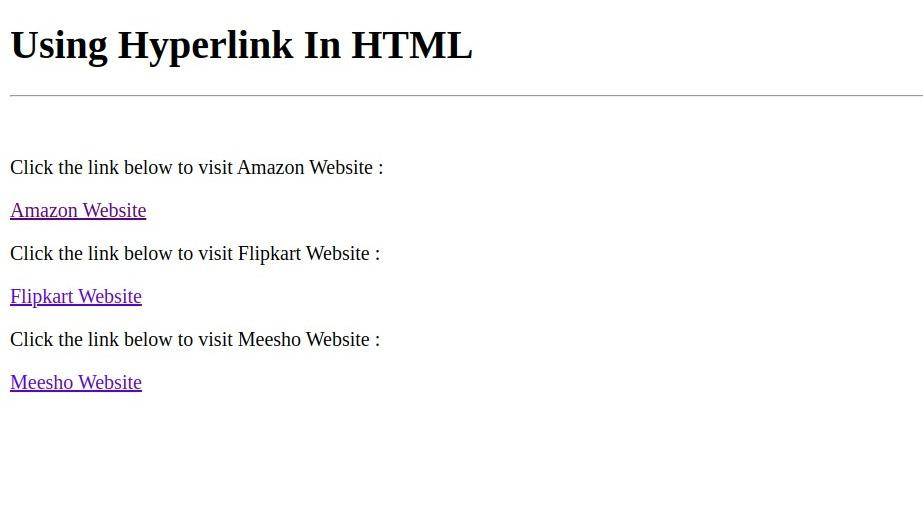 Using Hyperlink In HTML
Click the link below to visit Amazon Website :
Amazon Website
Click the link below to visit Flipkart Website :
Flipkart Website
Click the link below to visit Meesho Website :
Meesho Website